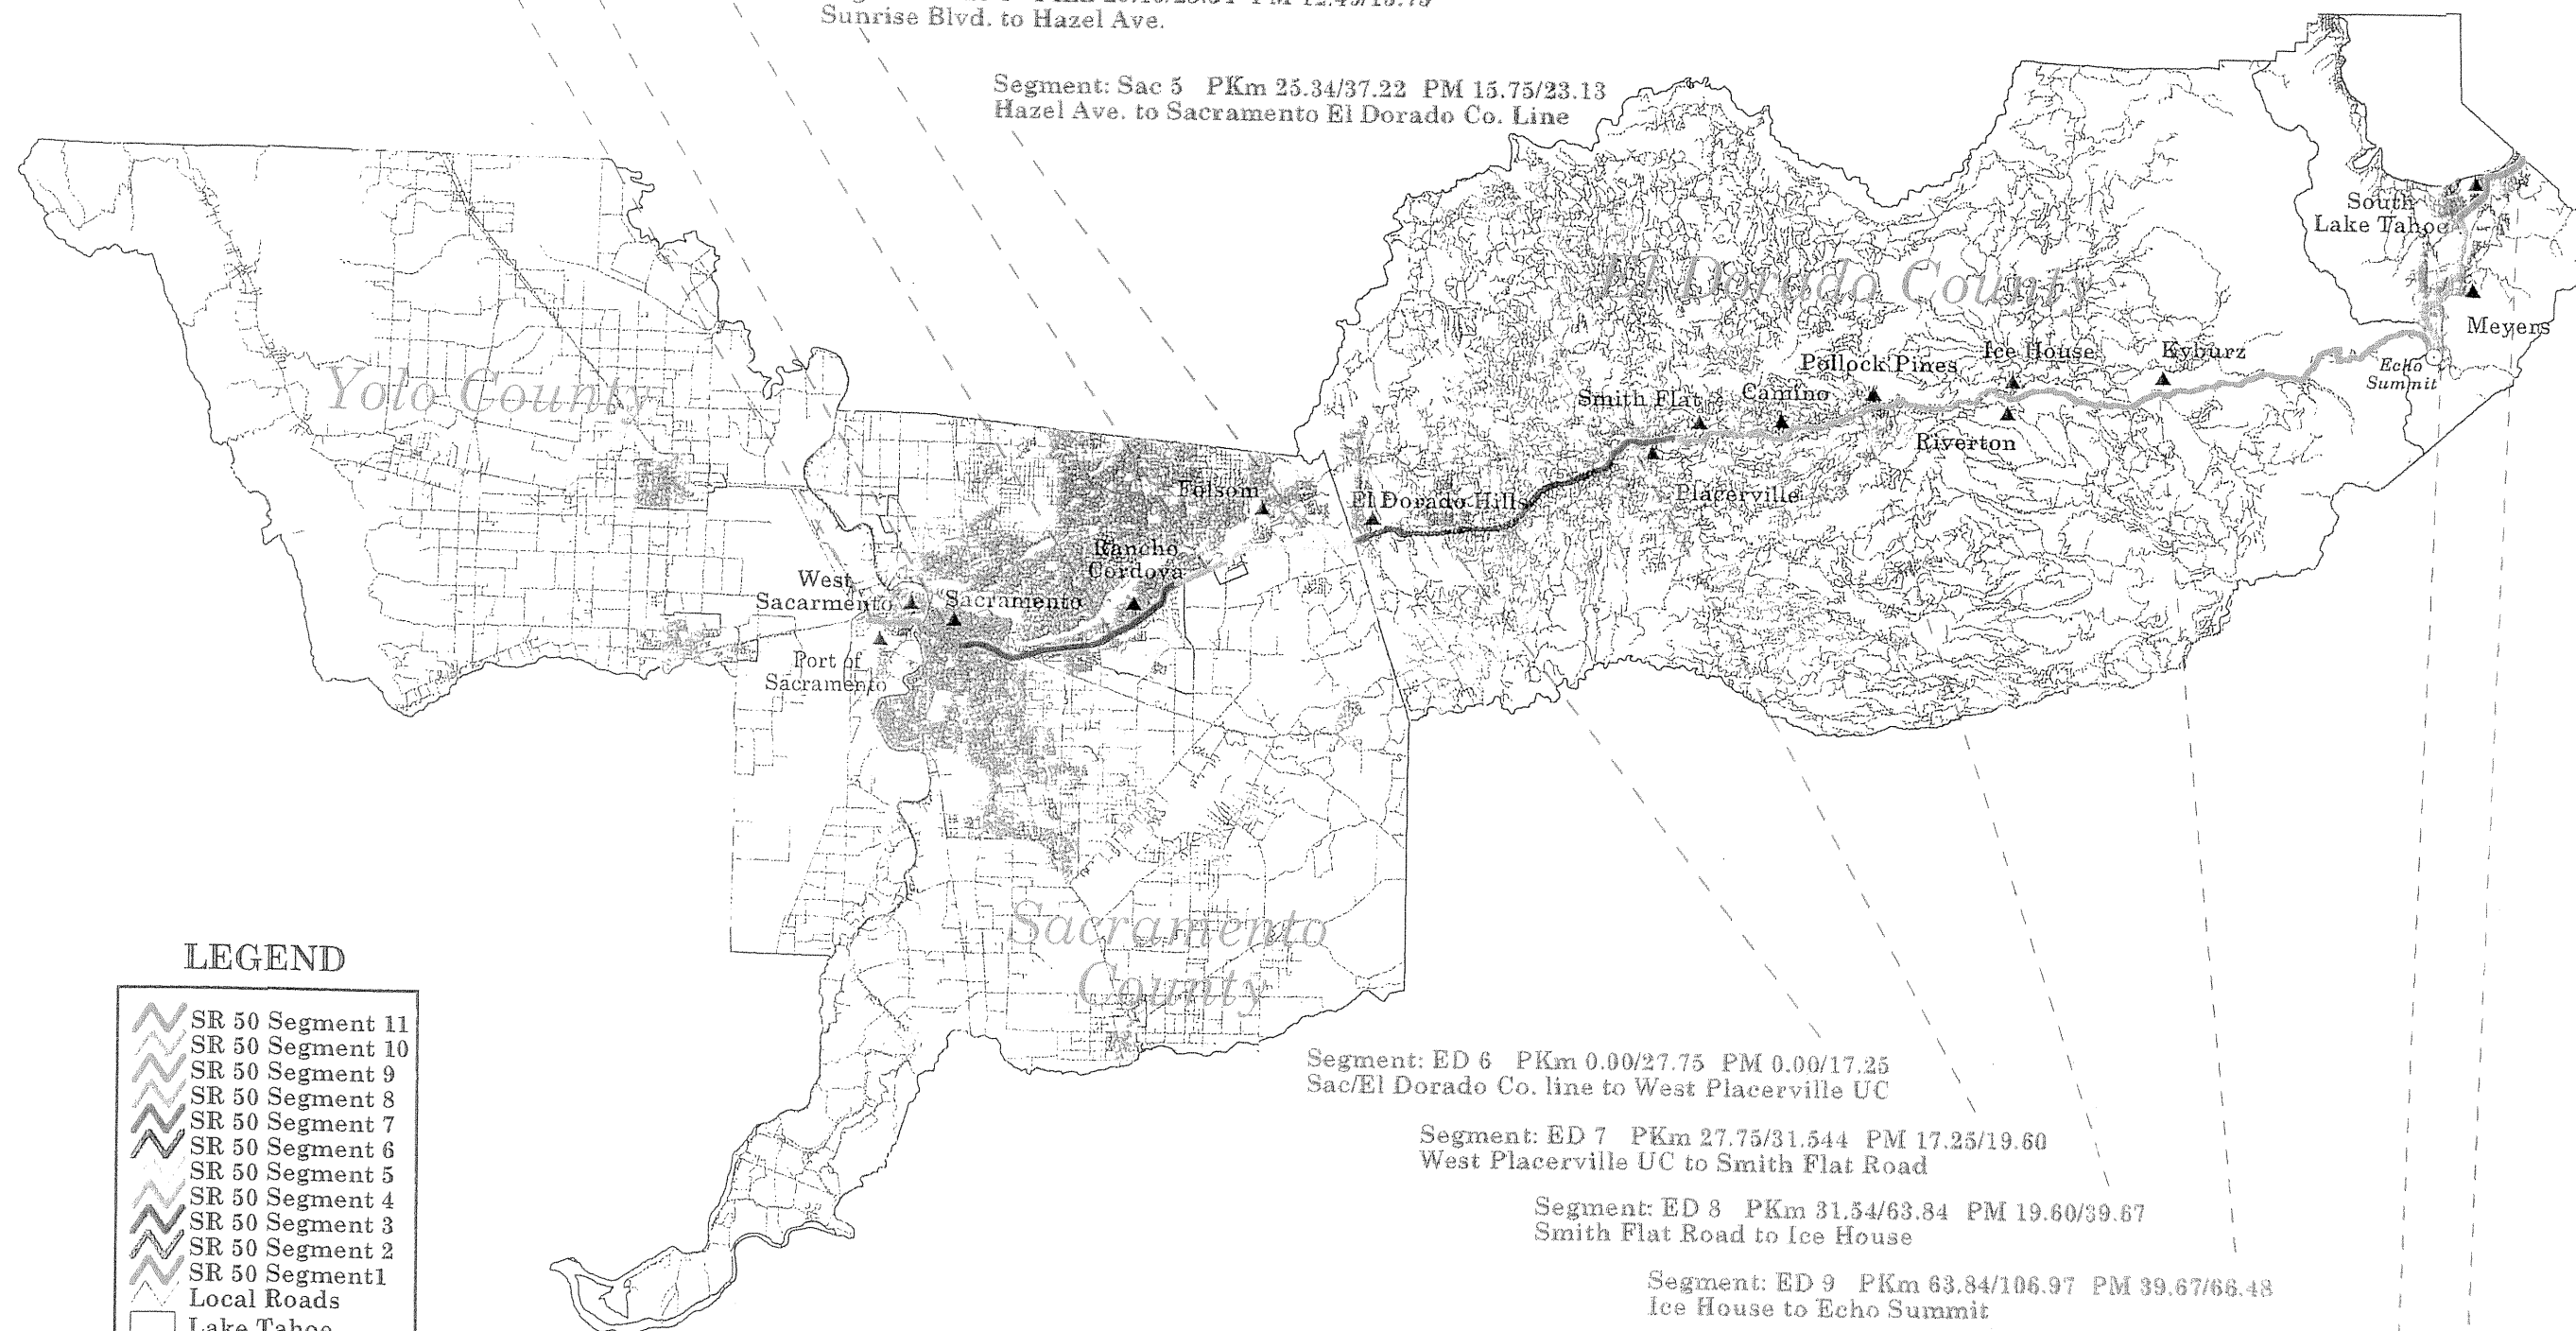 Sunrise Blvd. to Hazel Ave.
Segment: Sac 5 PKm 25.34/37.22 PM 15.75/23.13
Hazel Ave. to Sacramento El Dorado Co. Line
South
Lake Tahoe
El Dorado County
Meyers
Echo
Summit
Kyburz
Ice House
Pollock Pines
Camino
Smith Flat
Riverton
Placerville
El Dorado Hills
Yolo County
Folsom
Rancho
Cordova
West
Sacarmento
Sacramento
Port of
Sacramento
Sacramento
County
LEGEND
SR 50 Segment 11
SR 50 Segment 10
SR 50 Segment 9
SR 50 Segment 8
SR 50 Segment 7
SR 50 Segment 6
SR 50 Segment 5
SR 50 Segment 4
SR 50 Segment 3
SR 50 Segment 2
SR 50 Segment1
Local Roads
Lake Tahoe
Segment: ED 6 PKm 0.00/27.75 PM 0.00/17.25
Sac/El Dorado Co. line to West Placerville UC
Segment: ED 7 PKm 27.75/31.544 PM 17.25/19.60
West Placerville UC to Smith Flat Road
Segment: ED 8 PKm 31.54/63.84 PM 19.60/39.67
Smith Flat Road to Ice House
Segment: ED 9 PKm 63.84/106.97 PM 39.67/66.48
Ice House to Echo Summit